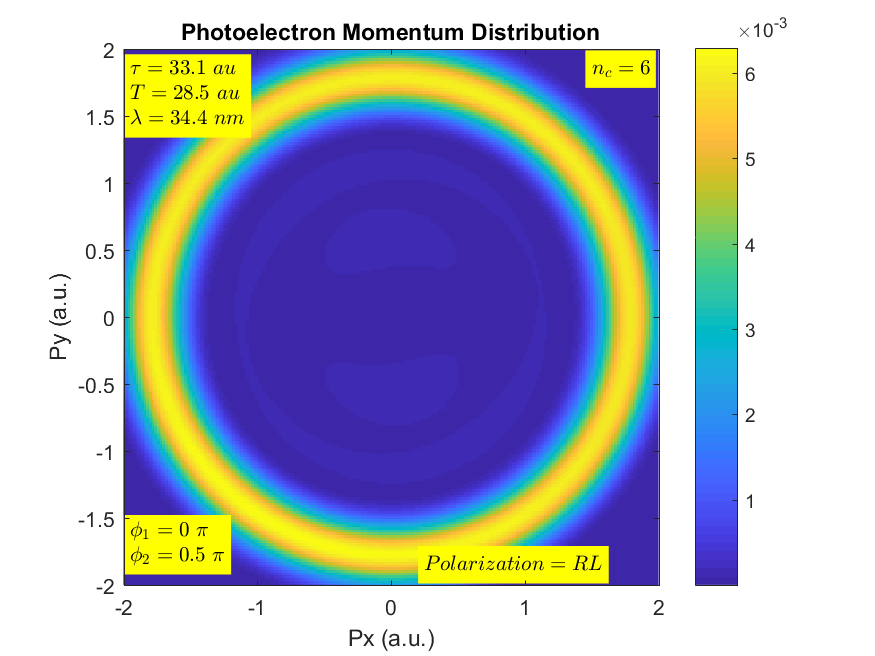 Photoelectron Momentum Distribution
×10⁻³
τ = 33.1 au
T = 28.5 au
λ = 34.4 nm
n_c = 6
2
1.5
1
0.5
0
-0.5
-1
-1.5
-2
Py (a.u.)
ϕ₁ = 0 π
ϕ₂ = 0.5 π
Polarization = RL
-2
-1
0
1
2
Px (a.u.)
6
5
4
3
2
1